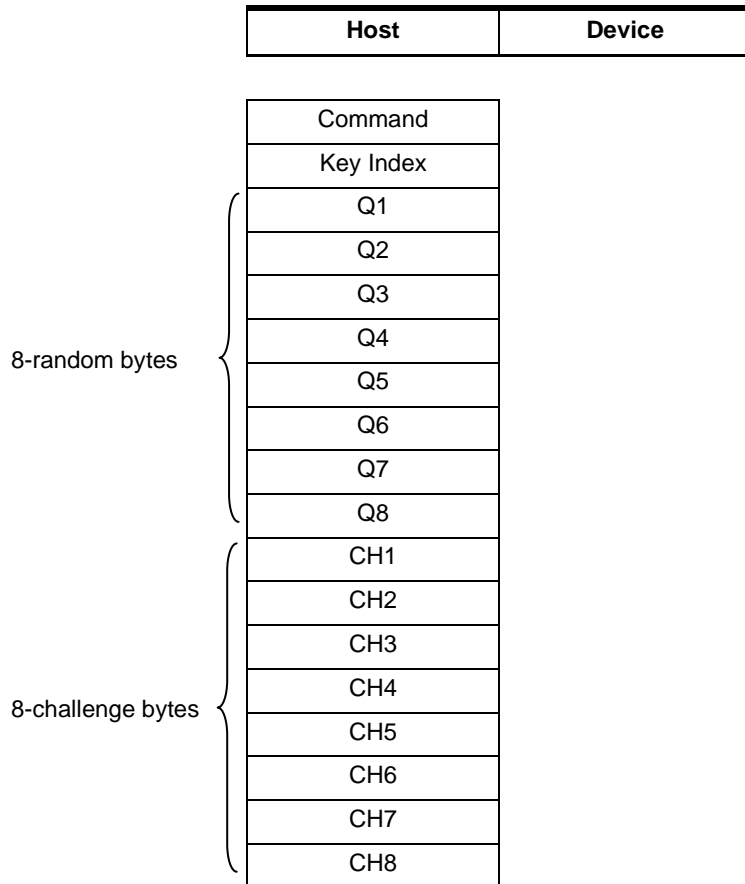 Host Device
Command
Key Index
Q1
Q2
Q3
Q4
8-random bytes
Q5
Q6
Q7
Q8
CH1
CH2
CH3
CH4
8-challenge bytes
CH5
CH6
CH7
CH8